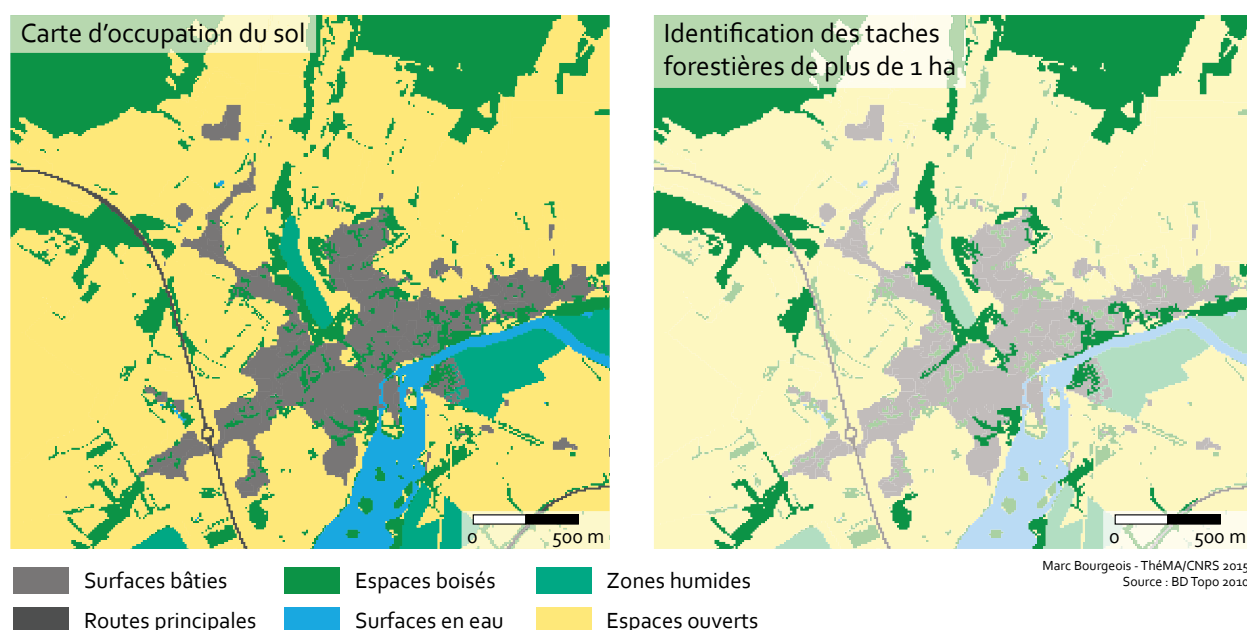 Carte d'occupation du sol
Identification des taches
forestières de plus de 1 ha
0 500 m
0 500 m
Marc Bourgeois - ThéMA/CNRS 2015
Source : BD Topo 2010
Surfaces bâties
Espaces boisés
Zones humides
Routes principales
Surfaces en eau
Espaces ouverts